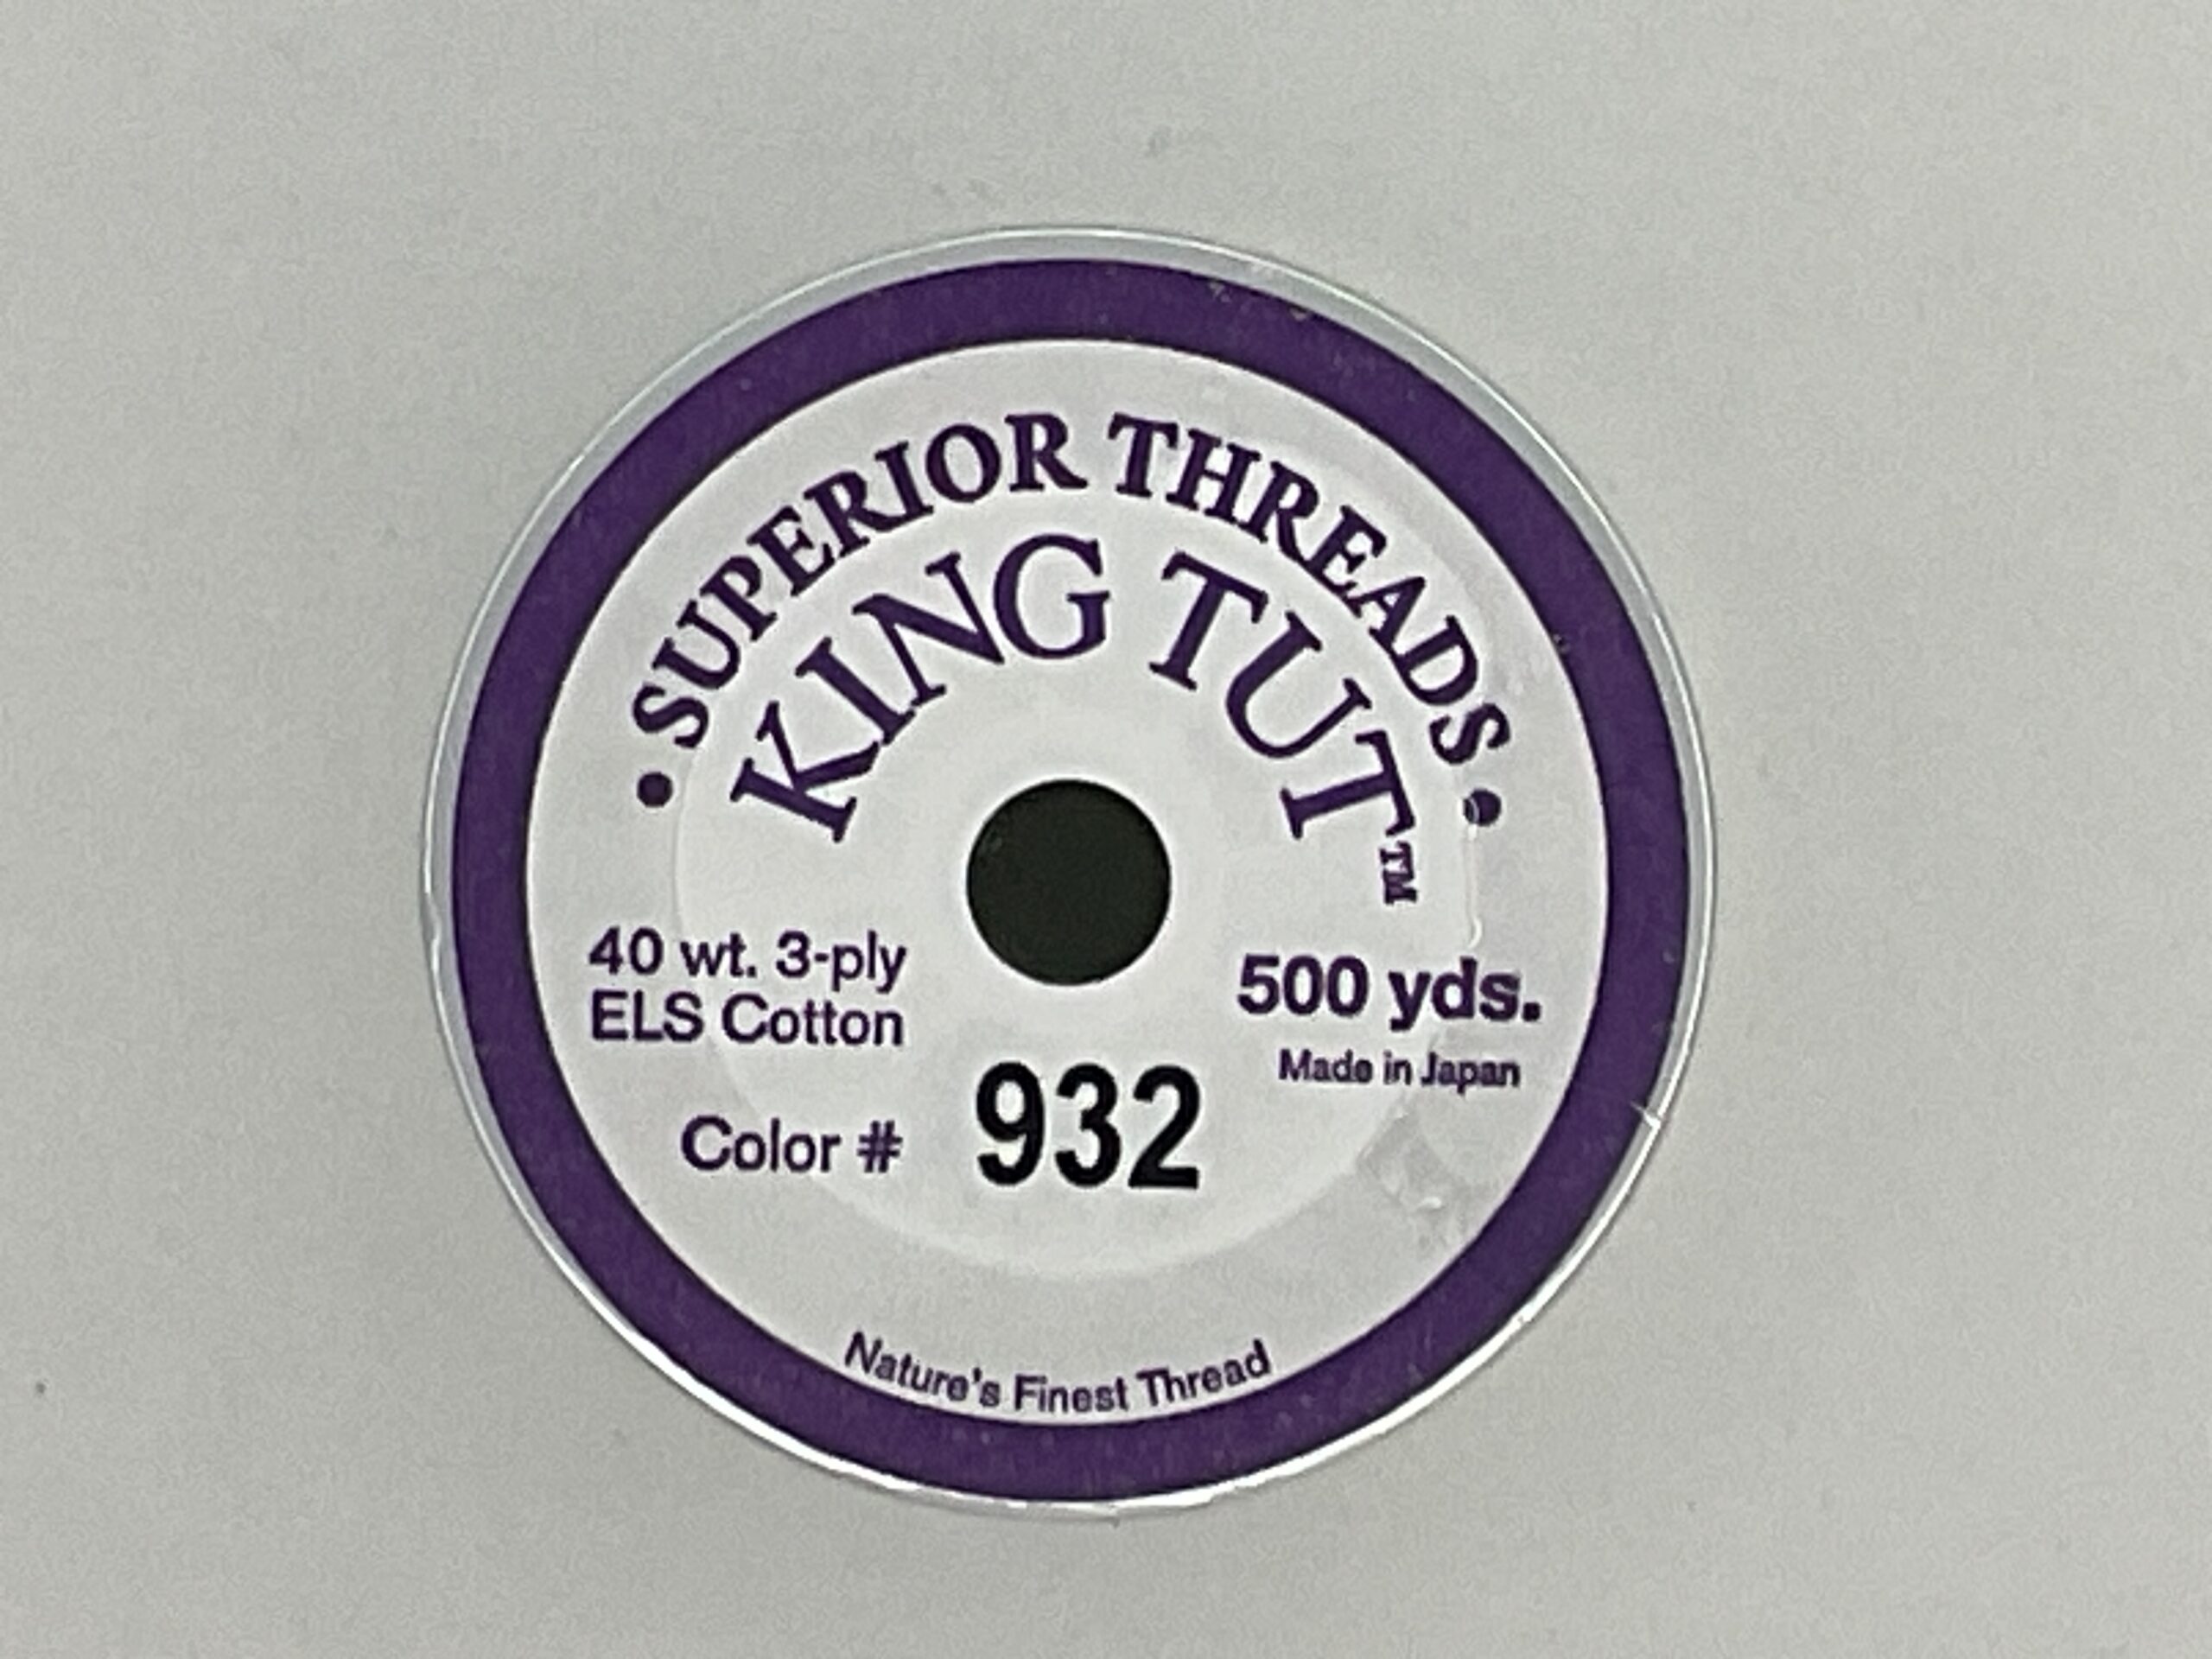 • SUPERIOR THREADS •
KING TUT™
40 wt. 3-ply
ELS Cotton
500 yds.
Made in Japan
Color # 932
Nature's Finest Thread